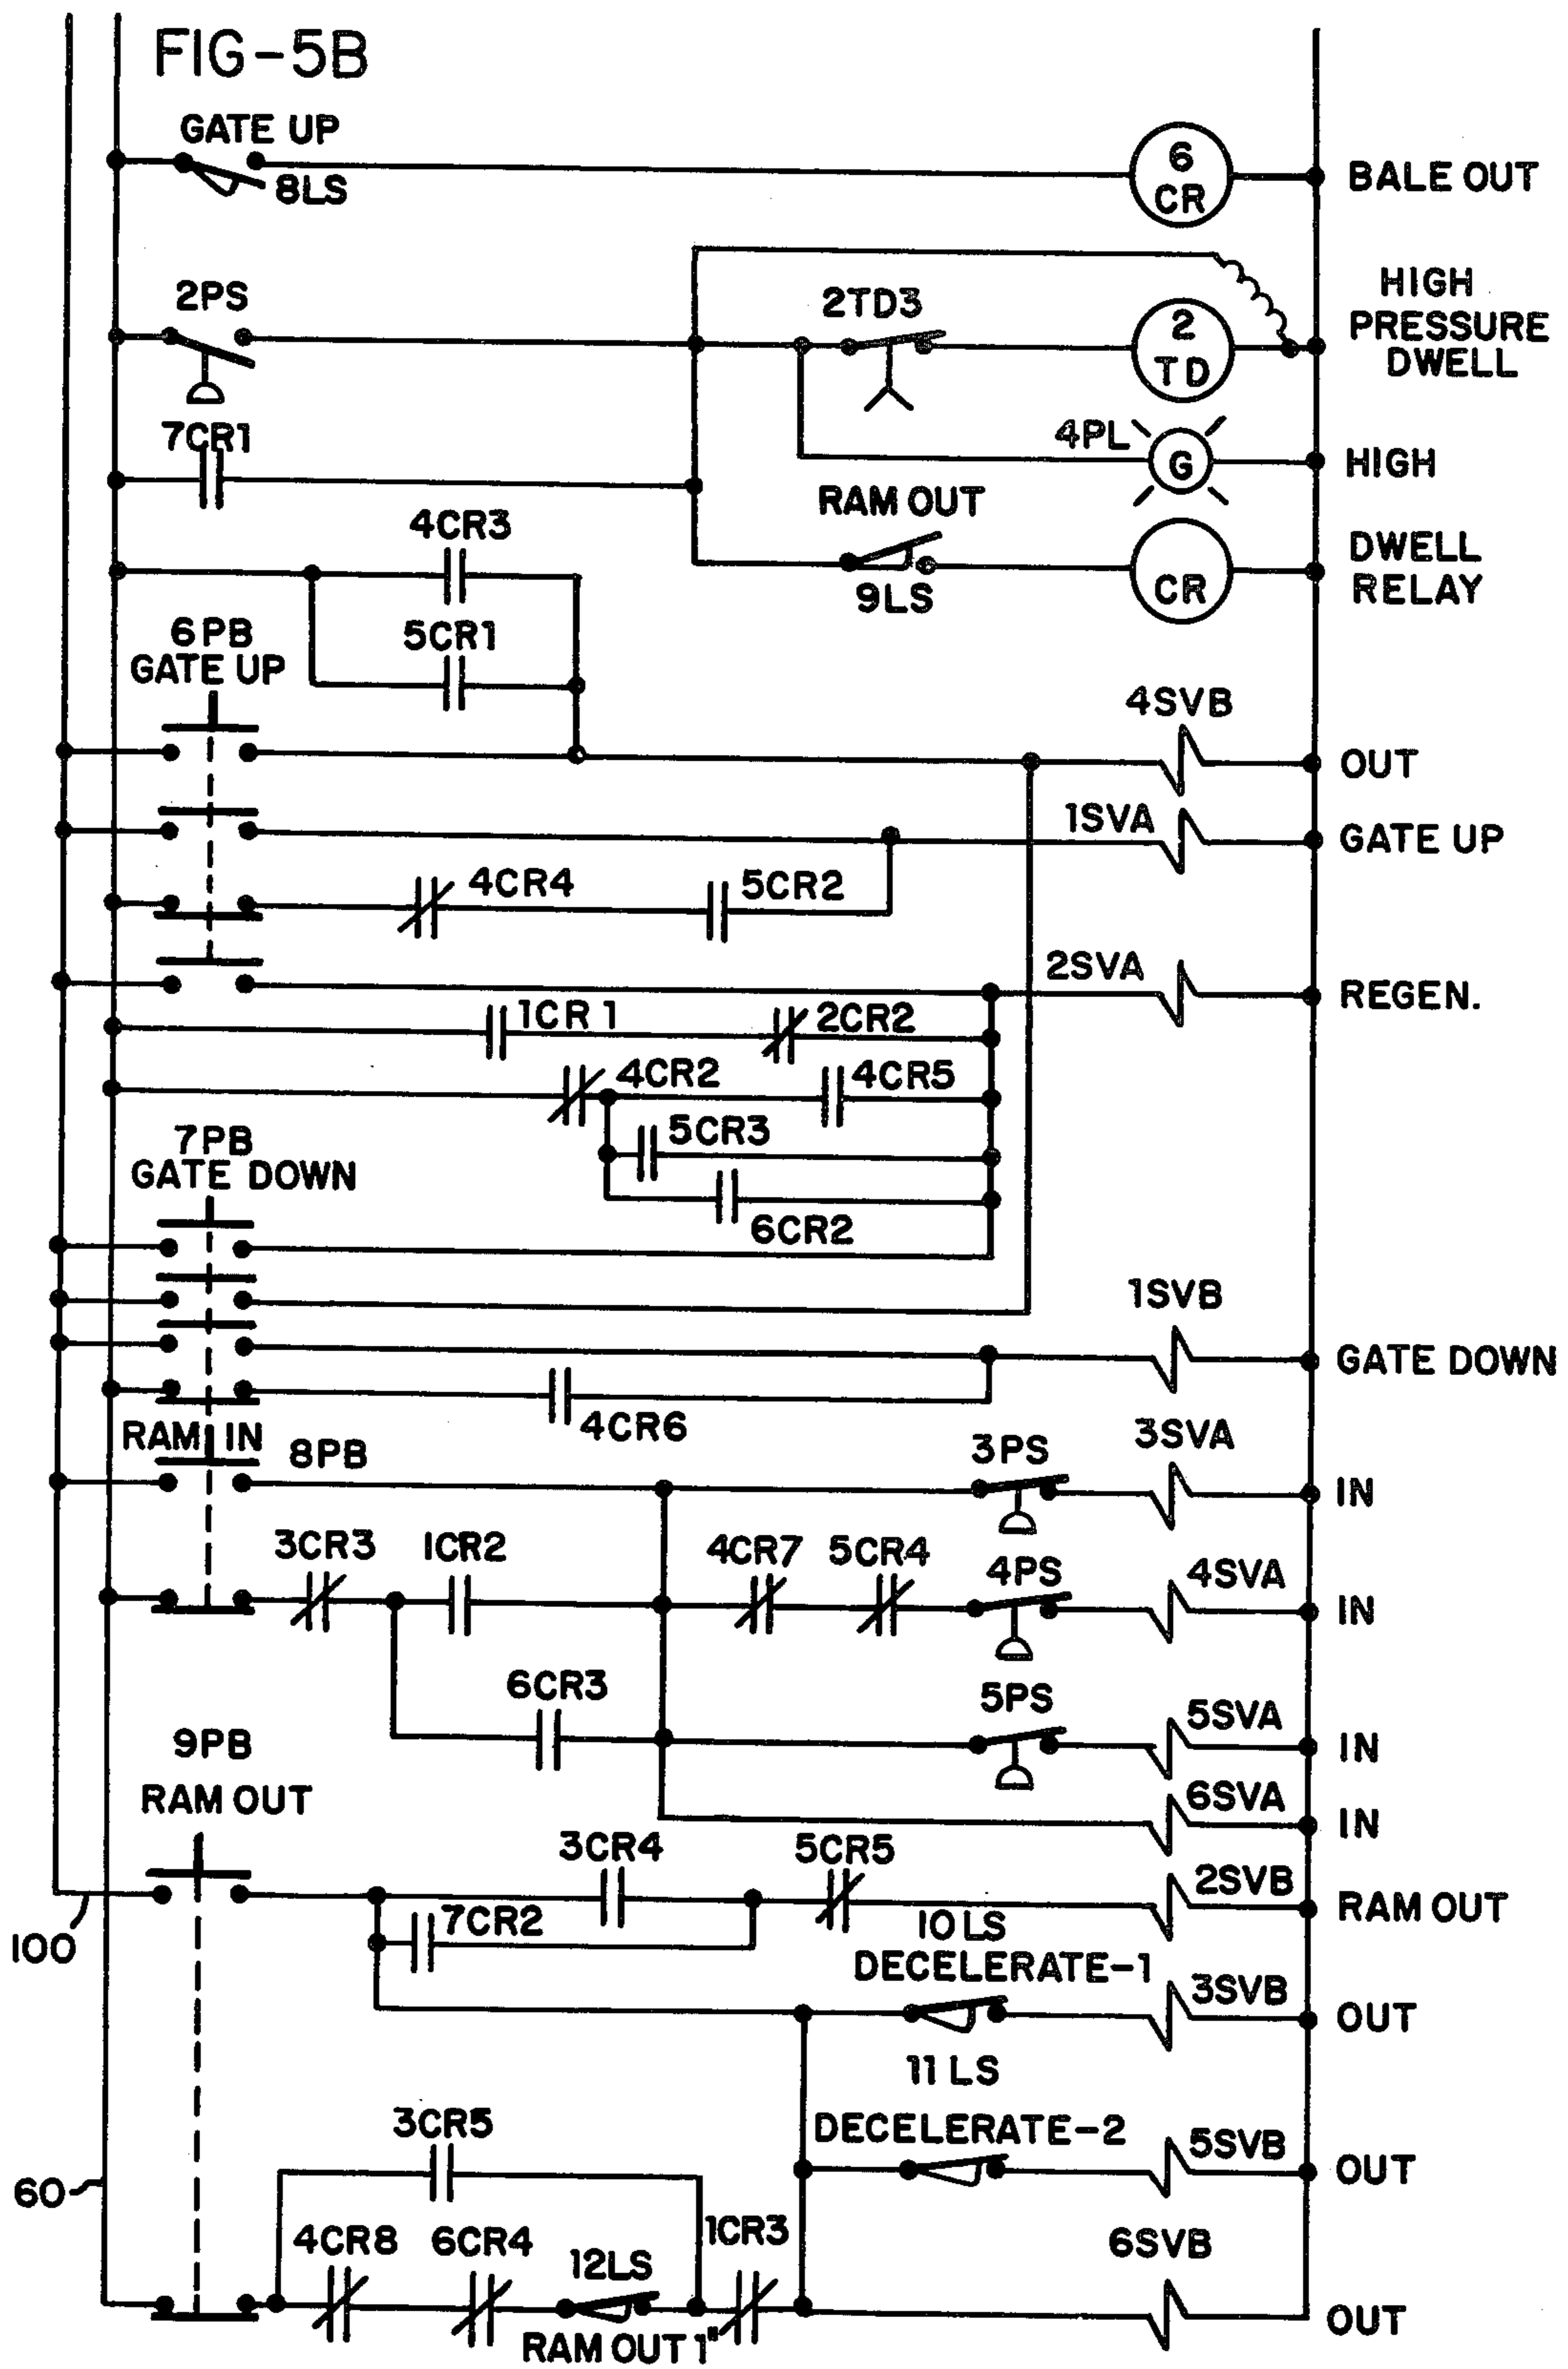 FIG-5B
GATE UP
8LS
6
CR
BALE OUT
2PS
2TD3
2
TD
HIGH
PRESSURE
DWELL
7CR1
4PL
G
HIGH
RAM OUT
9LS
CR
DWELL
RELAY
4CR3
5CR1
6PB
GATE UP
4SVB
OUT
1SVA
GATE UP
4CR4
5CR2
2SVA
REGEN.
1CR1
2CR2
4CR2
4CR5
5CR3
6CR2
7PB
GATE DOWN
1SVB
GATE DOWN
4CR6
RAM IN
8PB
3PS
3SVA
IN
3CR3
1CR2
4CR7
5CR4
4PS
4SVA
IN
6CR3
5PS
5SVA
IN
6SVA
IN
9PB
RAM OUT
3CR4
5CR5
2SVB
RAM OUT
100
7CR2
10LS
DECELERATE-1
3SVB
OUT
11LS
DECELERATE-2
5SVB
OUT
3CR5
60
4CR8
6CR4
12LS
RAM OUT 1"
1CR3
6SVB
OUT